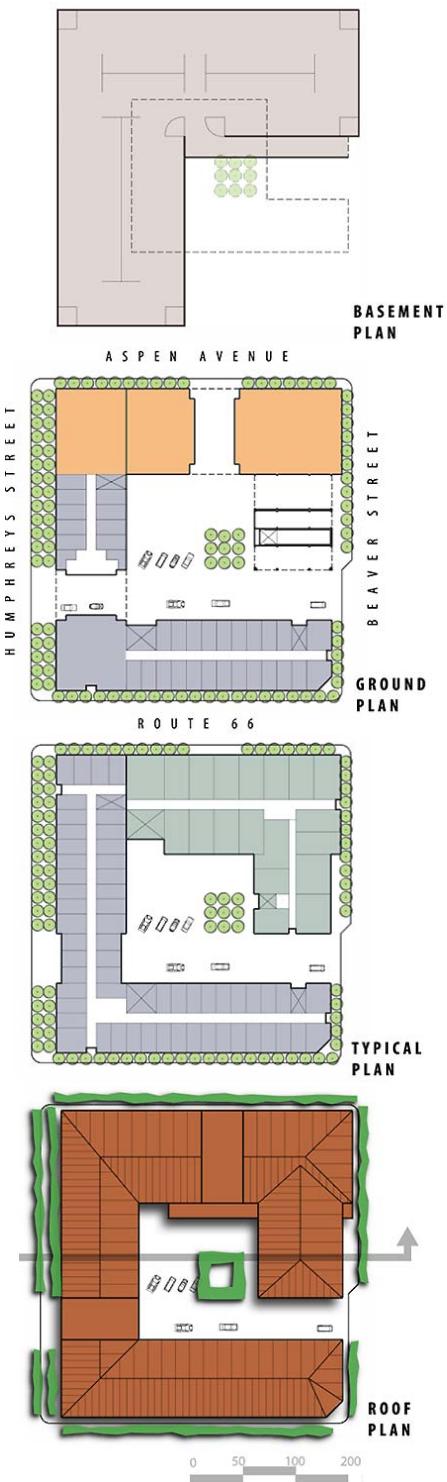 BASEMENT
PLAN
ASPEN AVENUE
HUMPHREYS STREET
BEAVER STREET
GROUND
PLAN
ROUTE 66
TYPICAL
PLAN
ROOF
PLAN
0 50 100 200